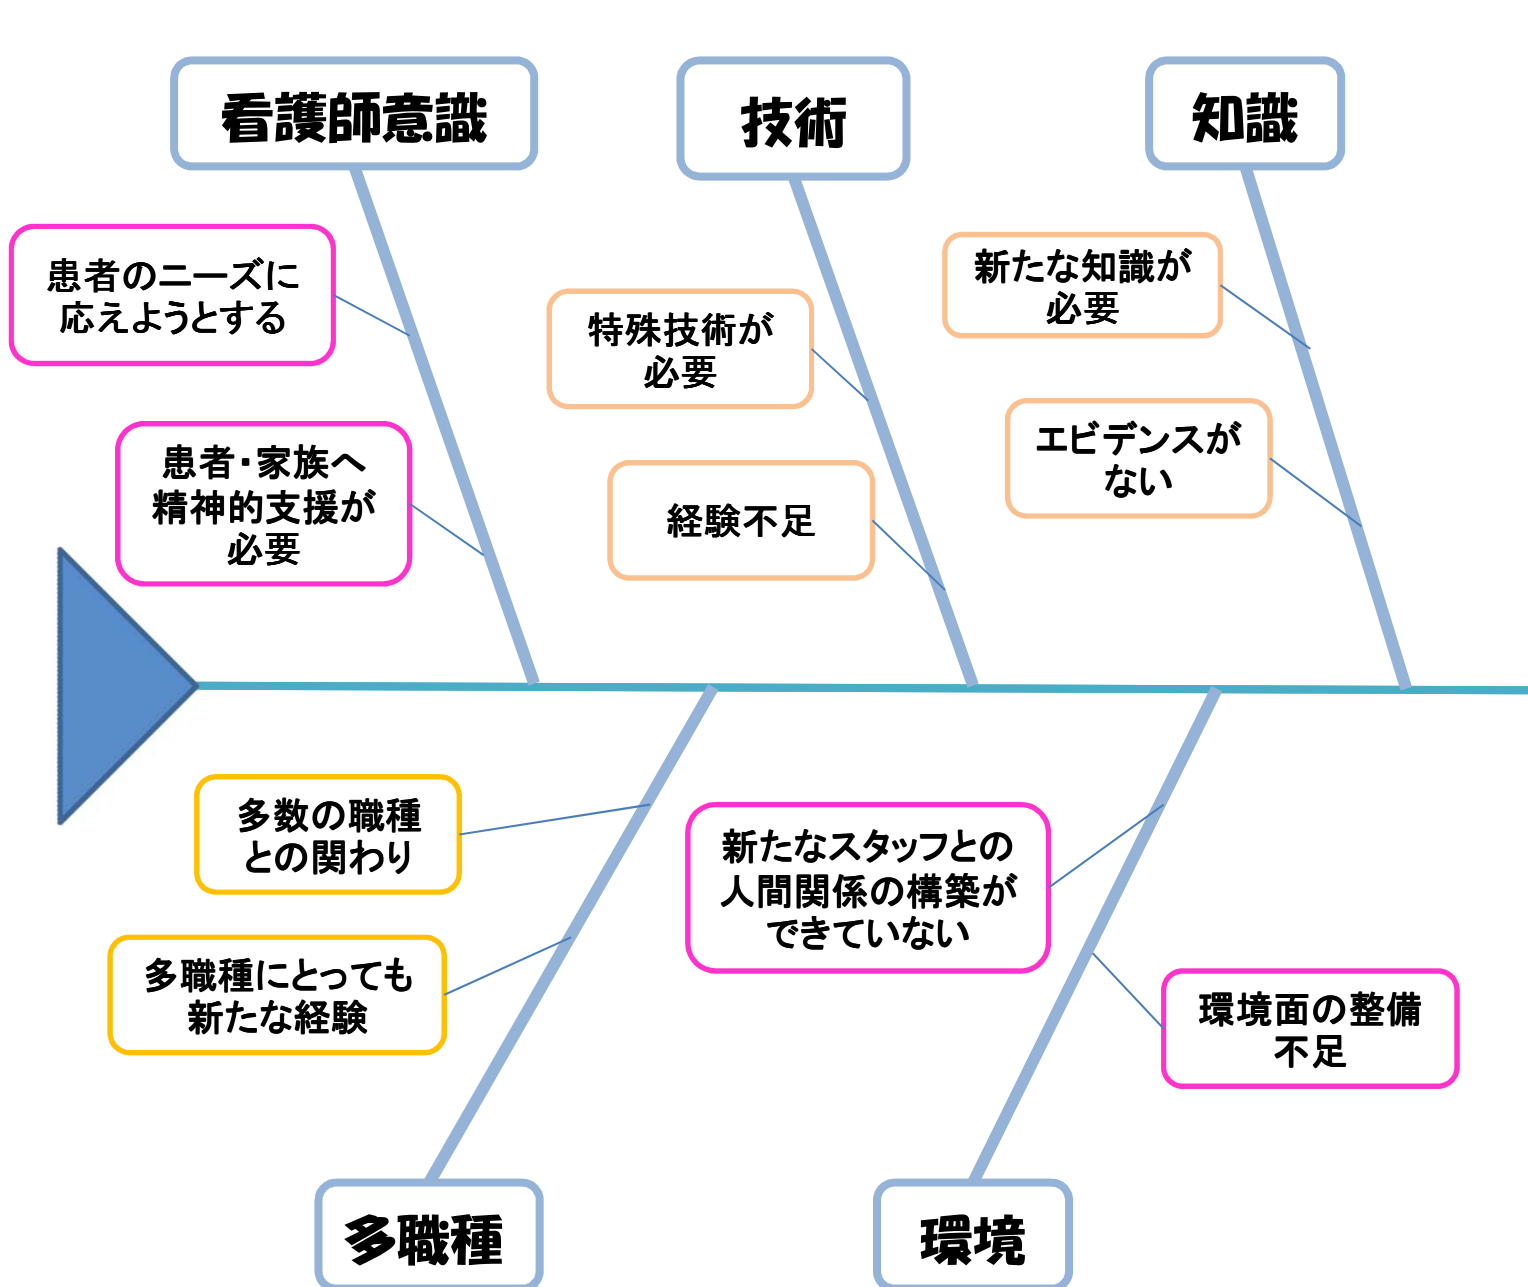 看護師意識
技術
知識
患者のニーズに
応えようとする
新たな知識が
必要
特殊技術が
必要
エビデンスが
ない
患者・家族へ
精神的支援が
必要
経験不足
多数の職種
との関わり
新たなスタッフとの
人間関係の構築が
できていない
多職種にとっても
新たな経験
環境面の整備
不足
多職種
環境